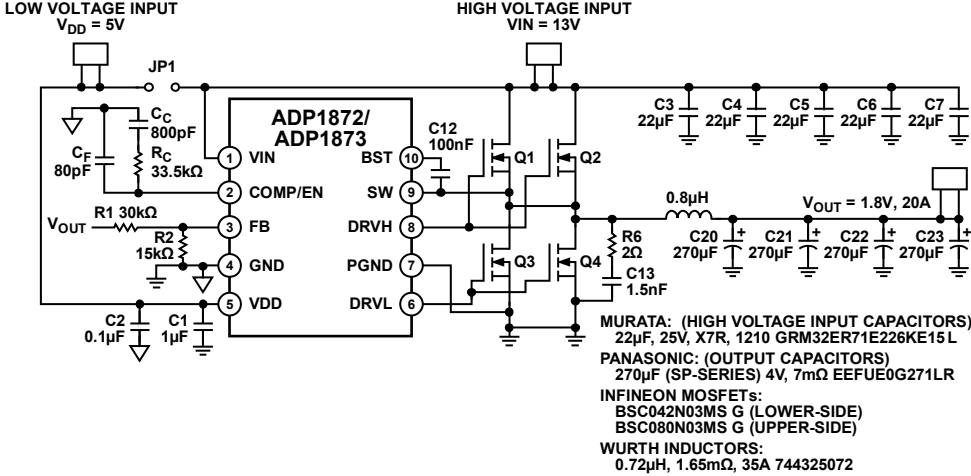 LOW VOLTAGE INPUT
VDD = 5V
HIGH VOLTAGE INPUT
VIN = 13V
JP1
CC
800pF
CF
80pF
RC
33.5kΩ
ADP1872/
ADP1873
1 VIN
2 COMP/EN
3 FB
4 GND
5 VDD
BST 10
SW 9
DRVH 8
PGND 7
DRVL 6
VOUT
R1 30kΩ
R2
15kΩ
C2
0.1µF
C1
1µF
C12
100nF
Q1
Q2
Q3
Q4
C3
22µF
C4
22µF
C5
22µF
C6
22µF
C7
22µF
0.8µH
VOUT = 1.8V, 20A
R6
2Ω
C13
1.5nF
C20
270µF
+
C21
270µF
+
C22
270µF
+
C23
270µF
+
MURATA: (HIGH VOLTAGE INPUT CAPACITORS)
22µF, 25V, X7R, 1210 GRM32ER71E226KE15L
PANASONIC: (OUTPUT CAPACITORS)
270µF (SP-SERIES) 4V, 7mΩ EEFUE0G271LR
INFINEON MOSFETs:
BSC042N03MS G (LOWER-SIDE)
BSC080N03MS G (UPPER-SIDE)
WURTH INDUCTORS:
0.72µH, 1.65mΩ, 35A 744325072